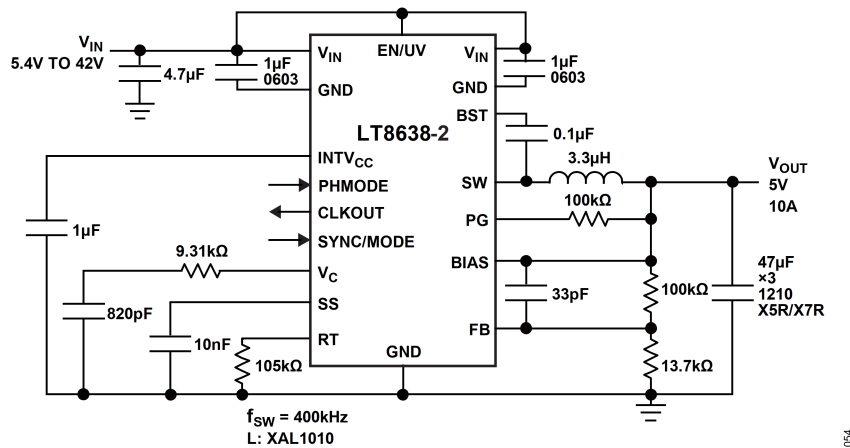 VIN
5.4V TO 42V
4.7µF
1µF
0603
VIN
GND
EN/UV
VIN
GND
1µF
0603
BST
LT8638-2
0.1µF
INTVCC
3.3µH
PHMODE
SW
VOUT
5V
10A
100kΩ
CLKOUT
PG
1µF
SYNC/MODE
9.31kΩ
VC
BIAS
47µF
×3
1210
X5R/X7R
820pF
SS
33pF
100kΩ
10nF
RT
FB
105kΩ
GND
13.7kΩ
fSW = 400kHz
L: XAL1010
054